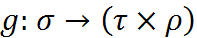 g: σ → (τ × ρ)